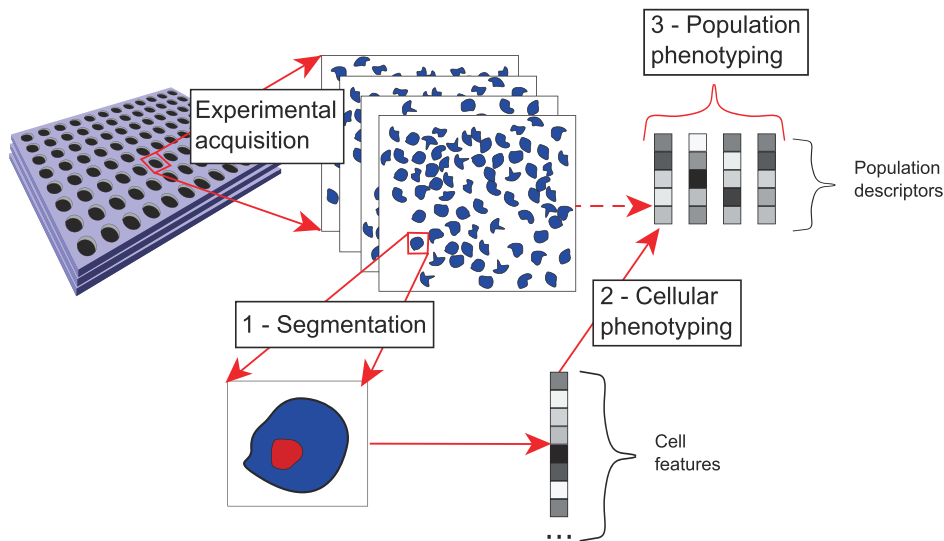 3 - Population
phenotyping
Experimental
acquisition
Population
descriptors
1 - Segmentation
2 - Cellular
phenotyping
Cell
features
...